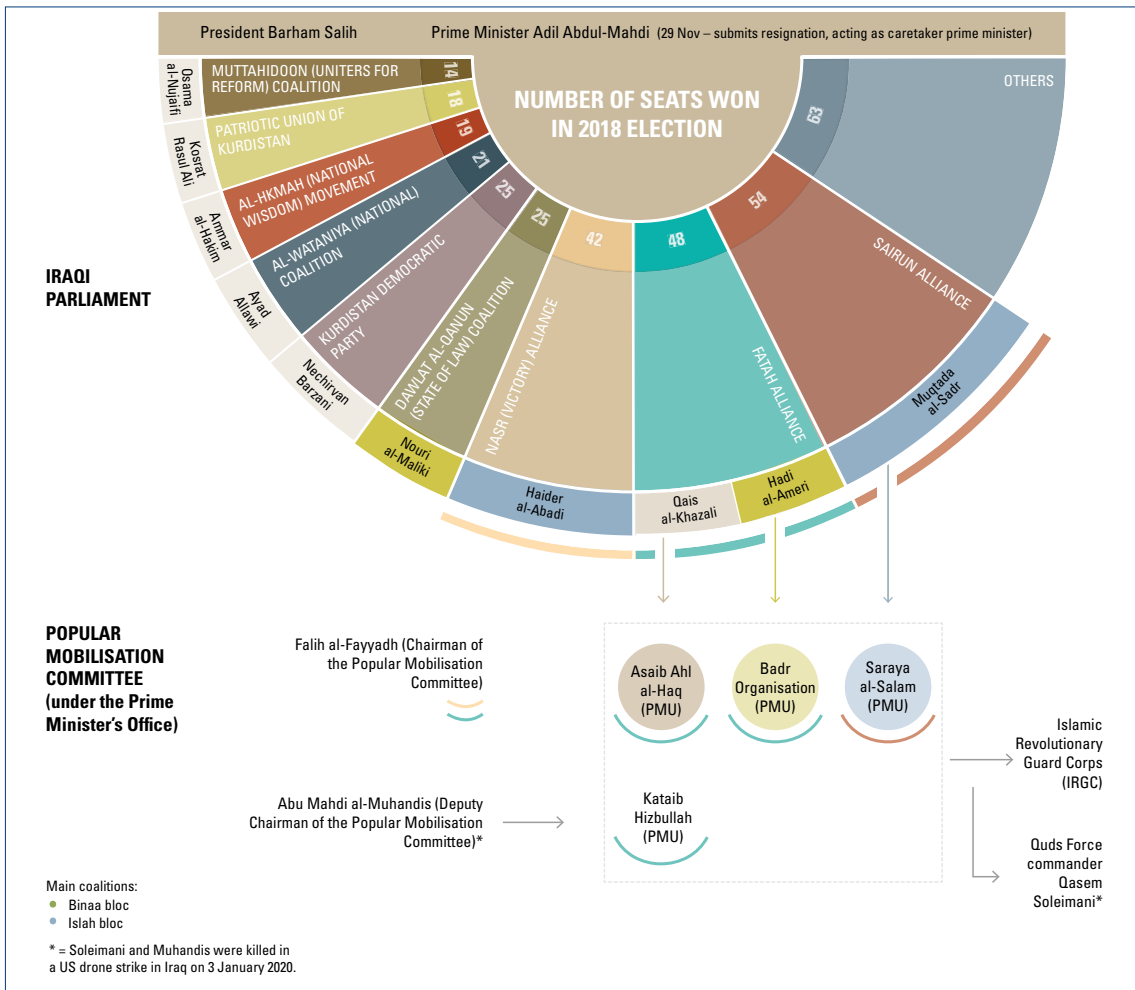 President Barham Salih
Prime Minister Adil Abdul-Mahdi (29 Nov – submits resignation, acting as caretaker prime minister)
NUMBER OF SEATS WON
IN 2018 ELECTION
IRAQI
PARLIAMENT
Osama
al-Nujaifi
MUTTAHIDOON (UNITERS FOR
REFORM) COALITION
14
Kosrat
Rasul Ali
PATRIOTIC UNION OF
KURDISTAN
18
Ammar
al-Hakim
AL-HKMAH (NATIONAL
WISDOM) MOVEMENT
19
Ayad
Allawi
AL-WATANIYA (NATIONAL)
COALITION
21
Nechirvan
Barzani
KURDISTAN DEMOCRATIC
PARTY
25
Nouri
al-Maliki
DAWLAT AL-QANUN
(STATE OF LAW) COALITION
25
Haider
al-Abadi
NASR (VICTORY) ALLIANCE
42
Qais
al-Khazali
Hadi
al-Ameri
FATAH ALLIANCE
48
Muqtada
al-Sadr
SAIRUN ALLIANCE
54
OTHERS
63
POPULAR
MOBILISATION
COMMITTEE
(under the Prime
Minister's Office)
Falih al-Fayyadh (Chairman of
the Popular Mobilisation
Committee)
Asaib Ahl
al-Haq
(PMU)
Badr
Organisation
(PMU)
Saraya
al-Salam
(PMU)
Islamic
Revolutionary
Guard Corps
(IRGC)
Abu Mahdi al-Muhandis (Deputy
Chairman of the Popular Mobilisation
Committee)*
Kataib
Hizbullah
(PMU)
Quds Force
commander
Qasem
Soleimani*
Main coalitions:
Binaa bloc
Islah bloc
* = Soleimani and Muhandis were killed in
a US drone strike in Iraq on 3 January 2020.